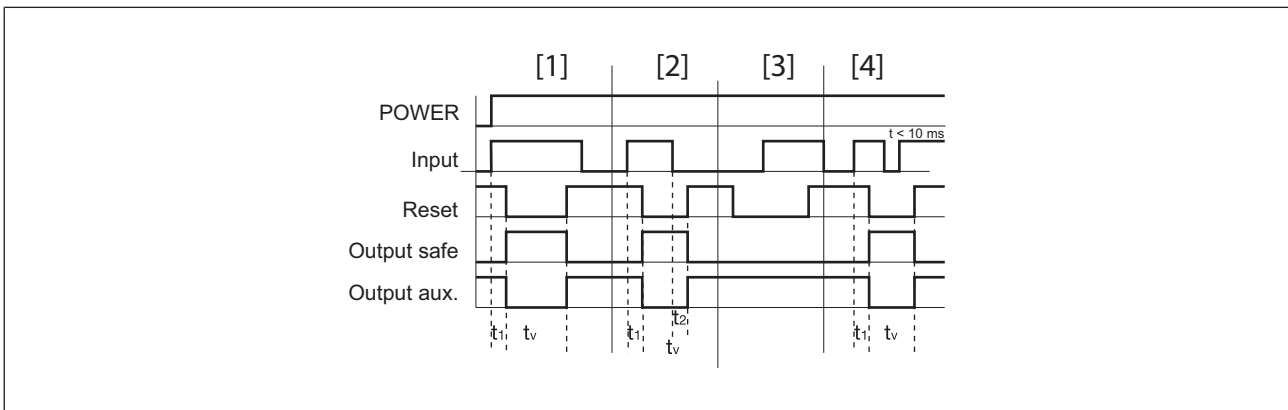 [1] [2] [3] [4]
POWER
t < 10 ms
Input
Reset
Output safe
Output aux.
t1 tv t1 t2 tv t1 tv